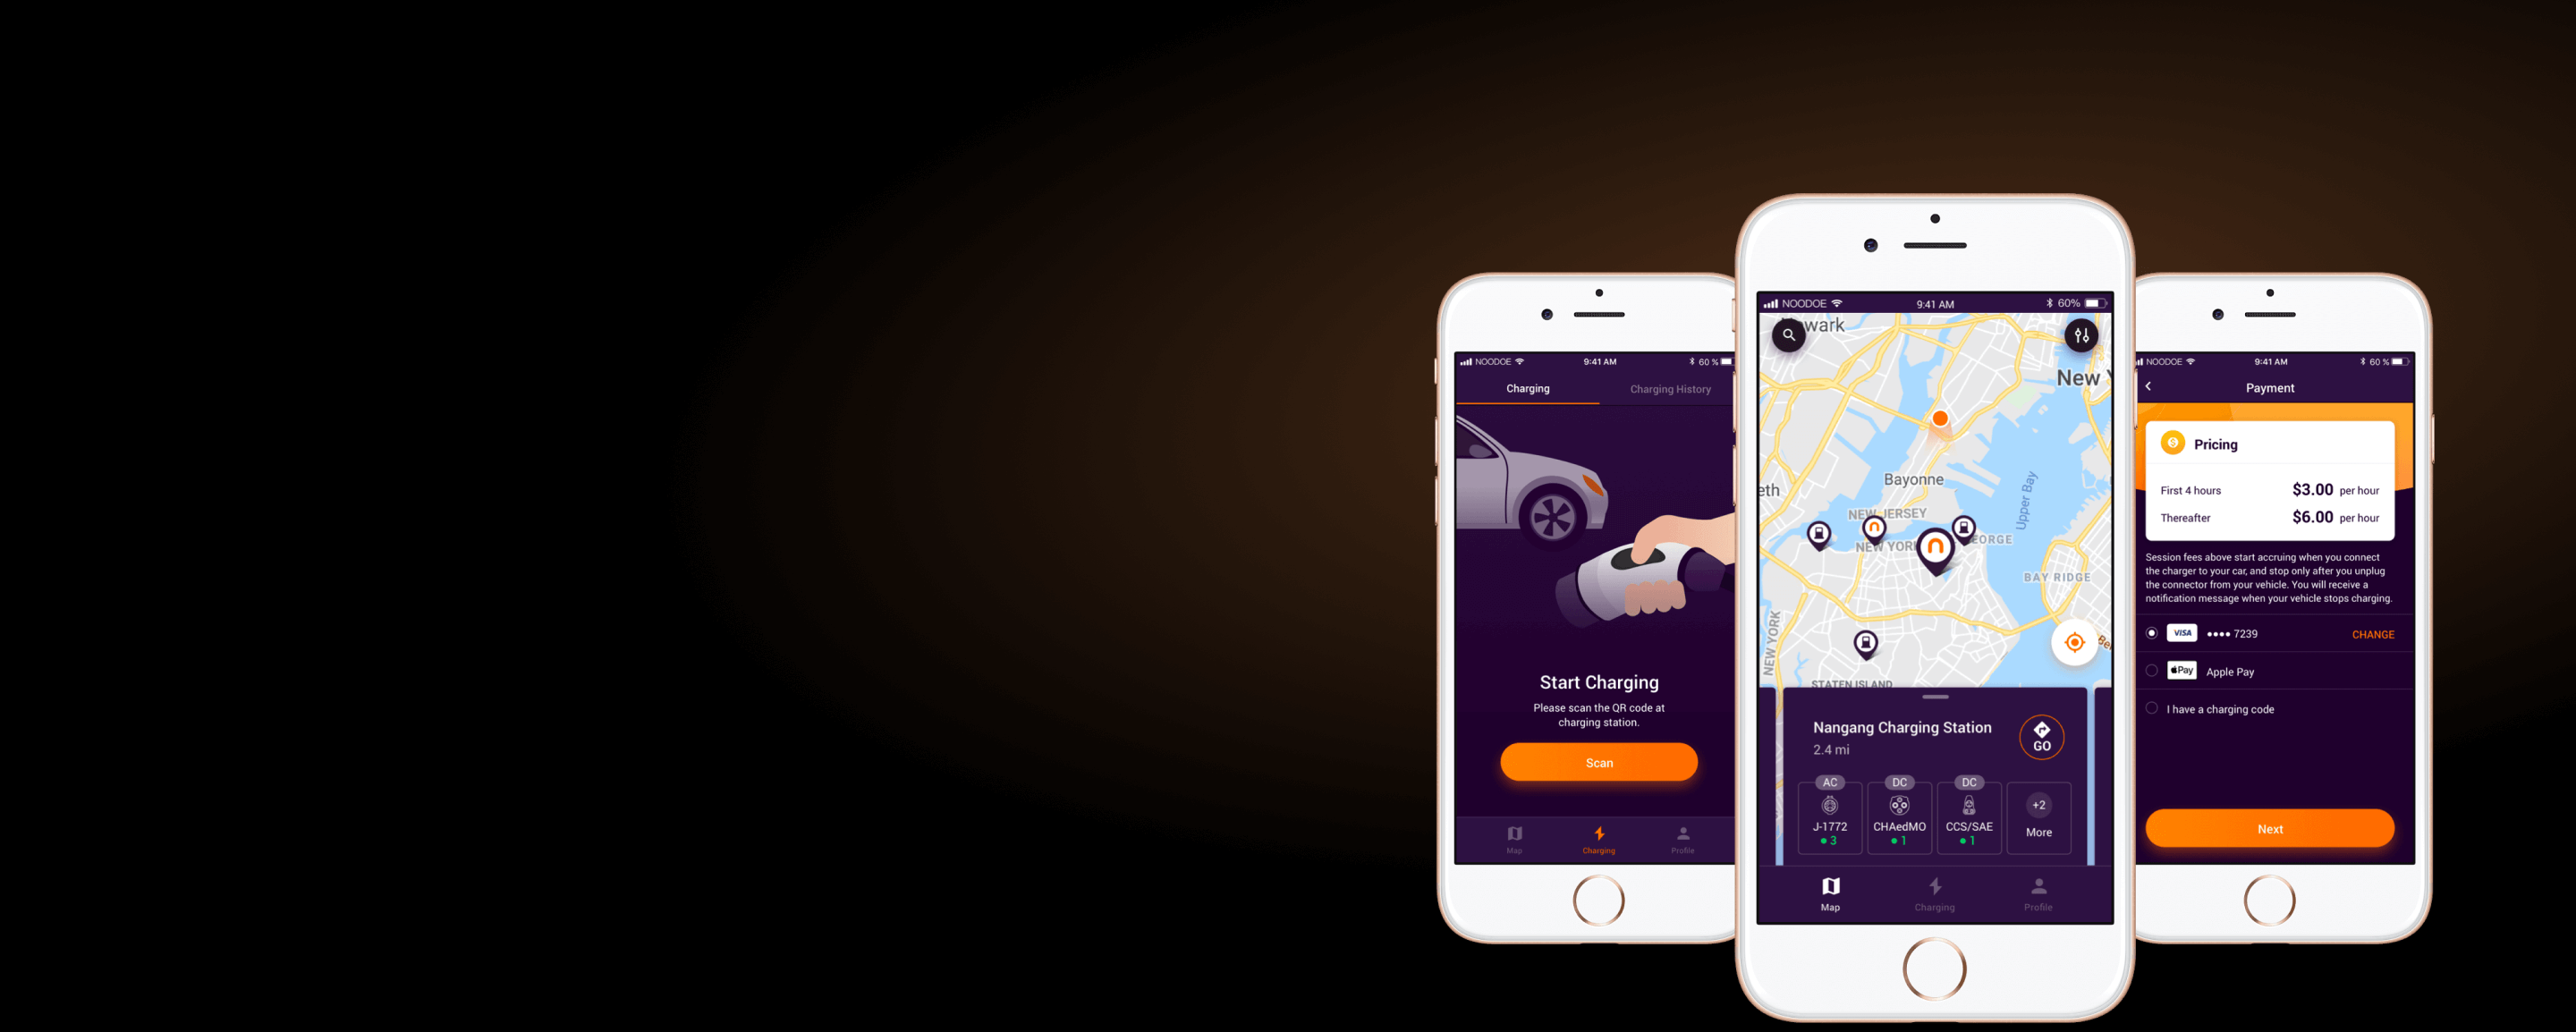 NOODOE
9:41 AM
60 %
Charging
Charging History
Start Charging
Please scan the QR code at
charging station.
Scan
Map
Charging
Profile
NOODOE
9:41 AM
60%
wark
New
Bayonne
eth
Upper Bay
NEW JERSEY
NEW YORK
EORGE
BAY RIDGE
NEW YORK
Be
STATEN ISLAND
Nangang Charging Station
2.4 mi
GO
AC
DC
DC
J-1772
CHAedMO
CCS/SAE
+2
More
3
1
1
Map
Charging
Profile
NOODOE
9:41 AM
60 %
Payment
Pricing
First 4 hours
$3.00 per hour
Thereafter
$6.00 per hour
Session fees above start accruing when you connect
the charger to your car, and stop only after you unplug
the connector from your vehicle. You will receive a
notification message when your vehicle stops charging.
VISA
•••• 7239
CHANGE
Pay
Apple Pay
I have a charging code
Next